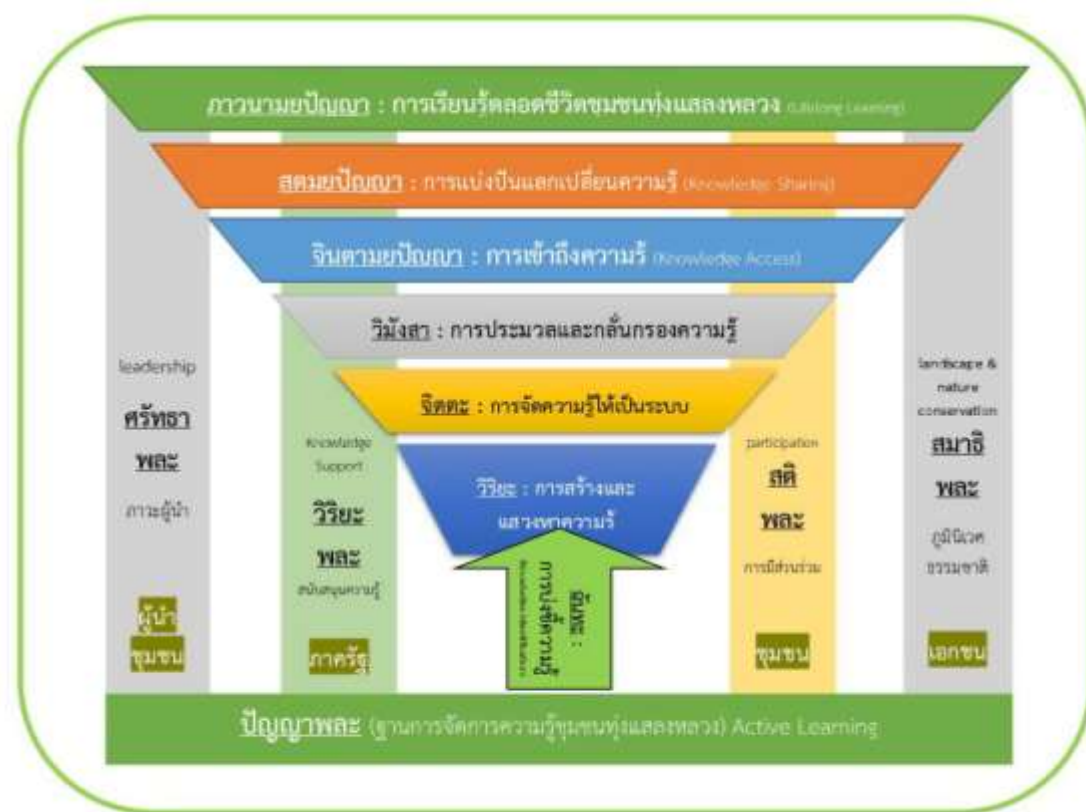 ภาวนามยปัญญา : การเรียนรู้ตลอดชีวิตชุมชนทุ่งแสลงหลวง (Lifelong Learning)
สุตมยปัญญา : การแบ่งปันแลกเปลี่ยนความรู้ (Knowledge Sharing)
จินตามยปัญญา : การเข้าถึงความรู้ (Knowledge Access)
วิมังสา : การประมวลและกลั่นกรองความรู้
จิตตะ : การจัดความรู้ให้เป็นระบบ
วิริยะ : การสร้างและ
แสวงหาความรู้
ฉันทะ :
การบ่งชี้ความรู้
leadership
ศรัทธา
พละ
ภาวะผู้นำ
ผู้นำ
ชุมชน
Knowledge
Support
วิริยะ
พละ
สนับสนุนความรู้
ภาครัฐ
participation
สติ
พละ
การมีส่วนร่วม
ชุมชน
landscape &
nature
conservation
สมาธิ
พละ
ภูมินิเวศ
ธรรมชาติ
เอกชน
ปัญญาพละ (ฐานการจัดการความรู้ชุมชนทุ่งแสลงหลวง) Active Learning